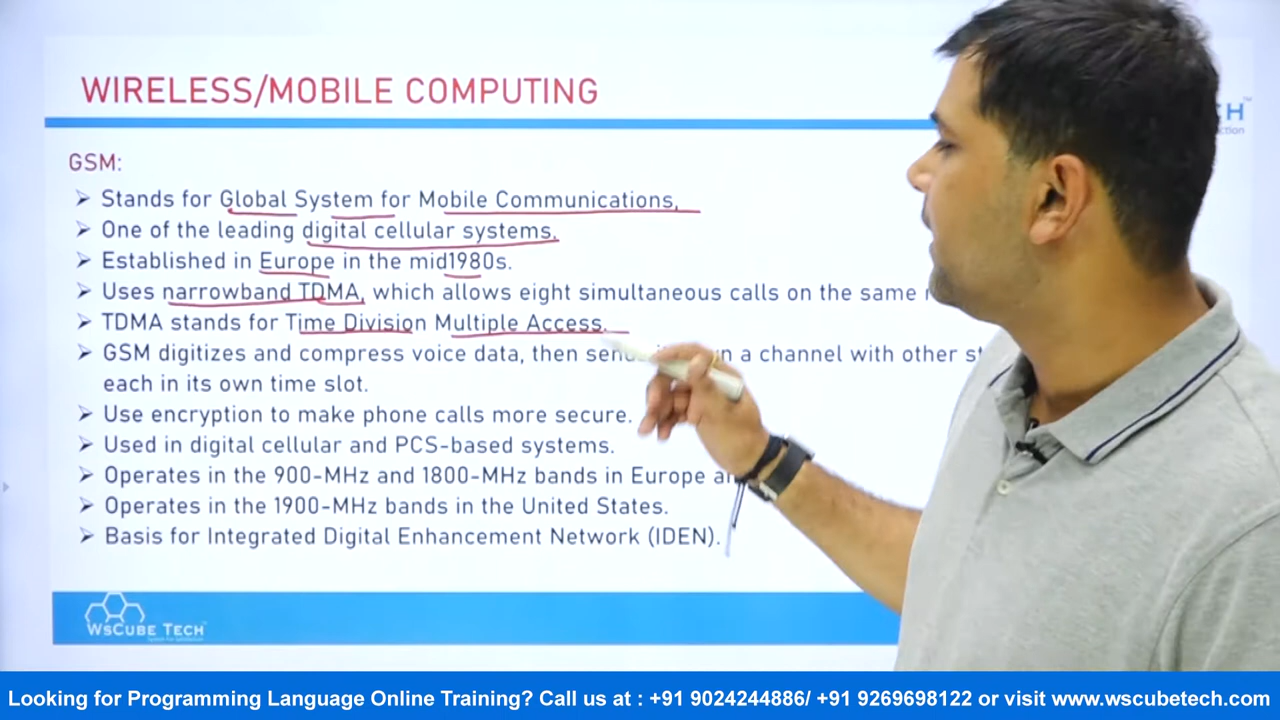 WIRELESS/MOBILE COMPUTING
GSM:
➢ Stands for Global System for Mobile Communications,
➢ One of the leading digital cellular systems.
➢ Established in Europe in the mid1980s.
➢ Uses narrowband TDMA, which allows eight simultaneous calls on the same
➢ TDMA stands for Time Division Multiple Access.
➢ GSM digitizes and compress voice data, then a channel with other
each in its own time slot.
➢ Use encryption to make phone calls more secure.
➢ Used in digital cellular and PCS-based systems.
➢ Operates in the 900-MHz and 1800-MHz bands in Europe
➢ Operates in the 1900-MHz bands in the United States.
➢ Basis for Integrated Digital Enhancement Network (IDEN).
WSCUBE TECH
Looking for Programming Language Online Training? Call us at : +91 9024244886/ +91 9269698122 or visit www.wscubetech.com